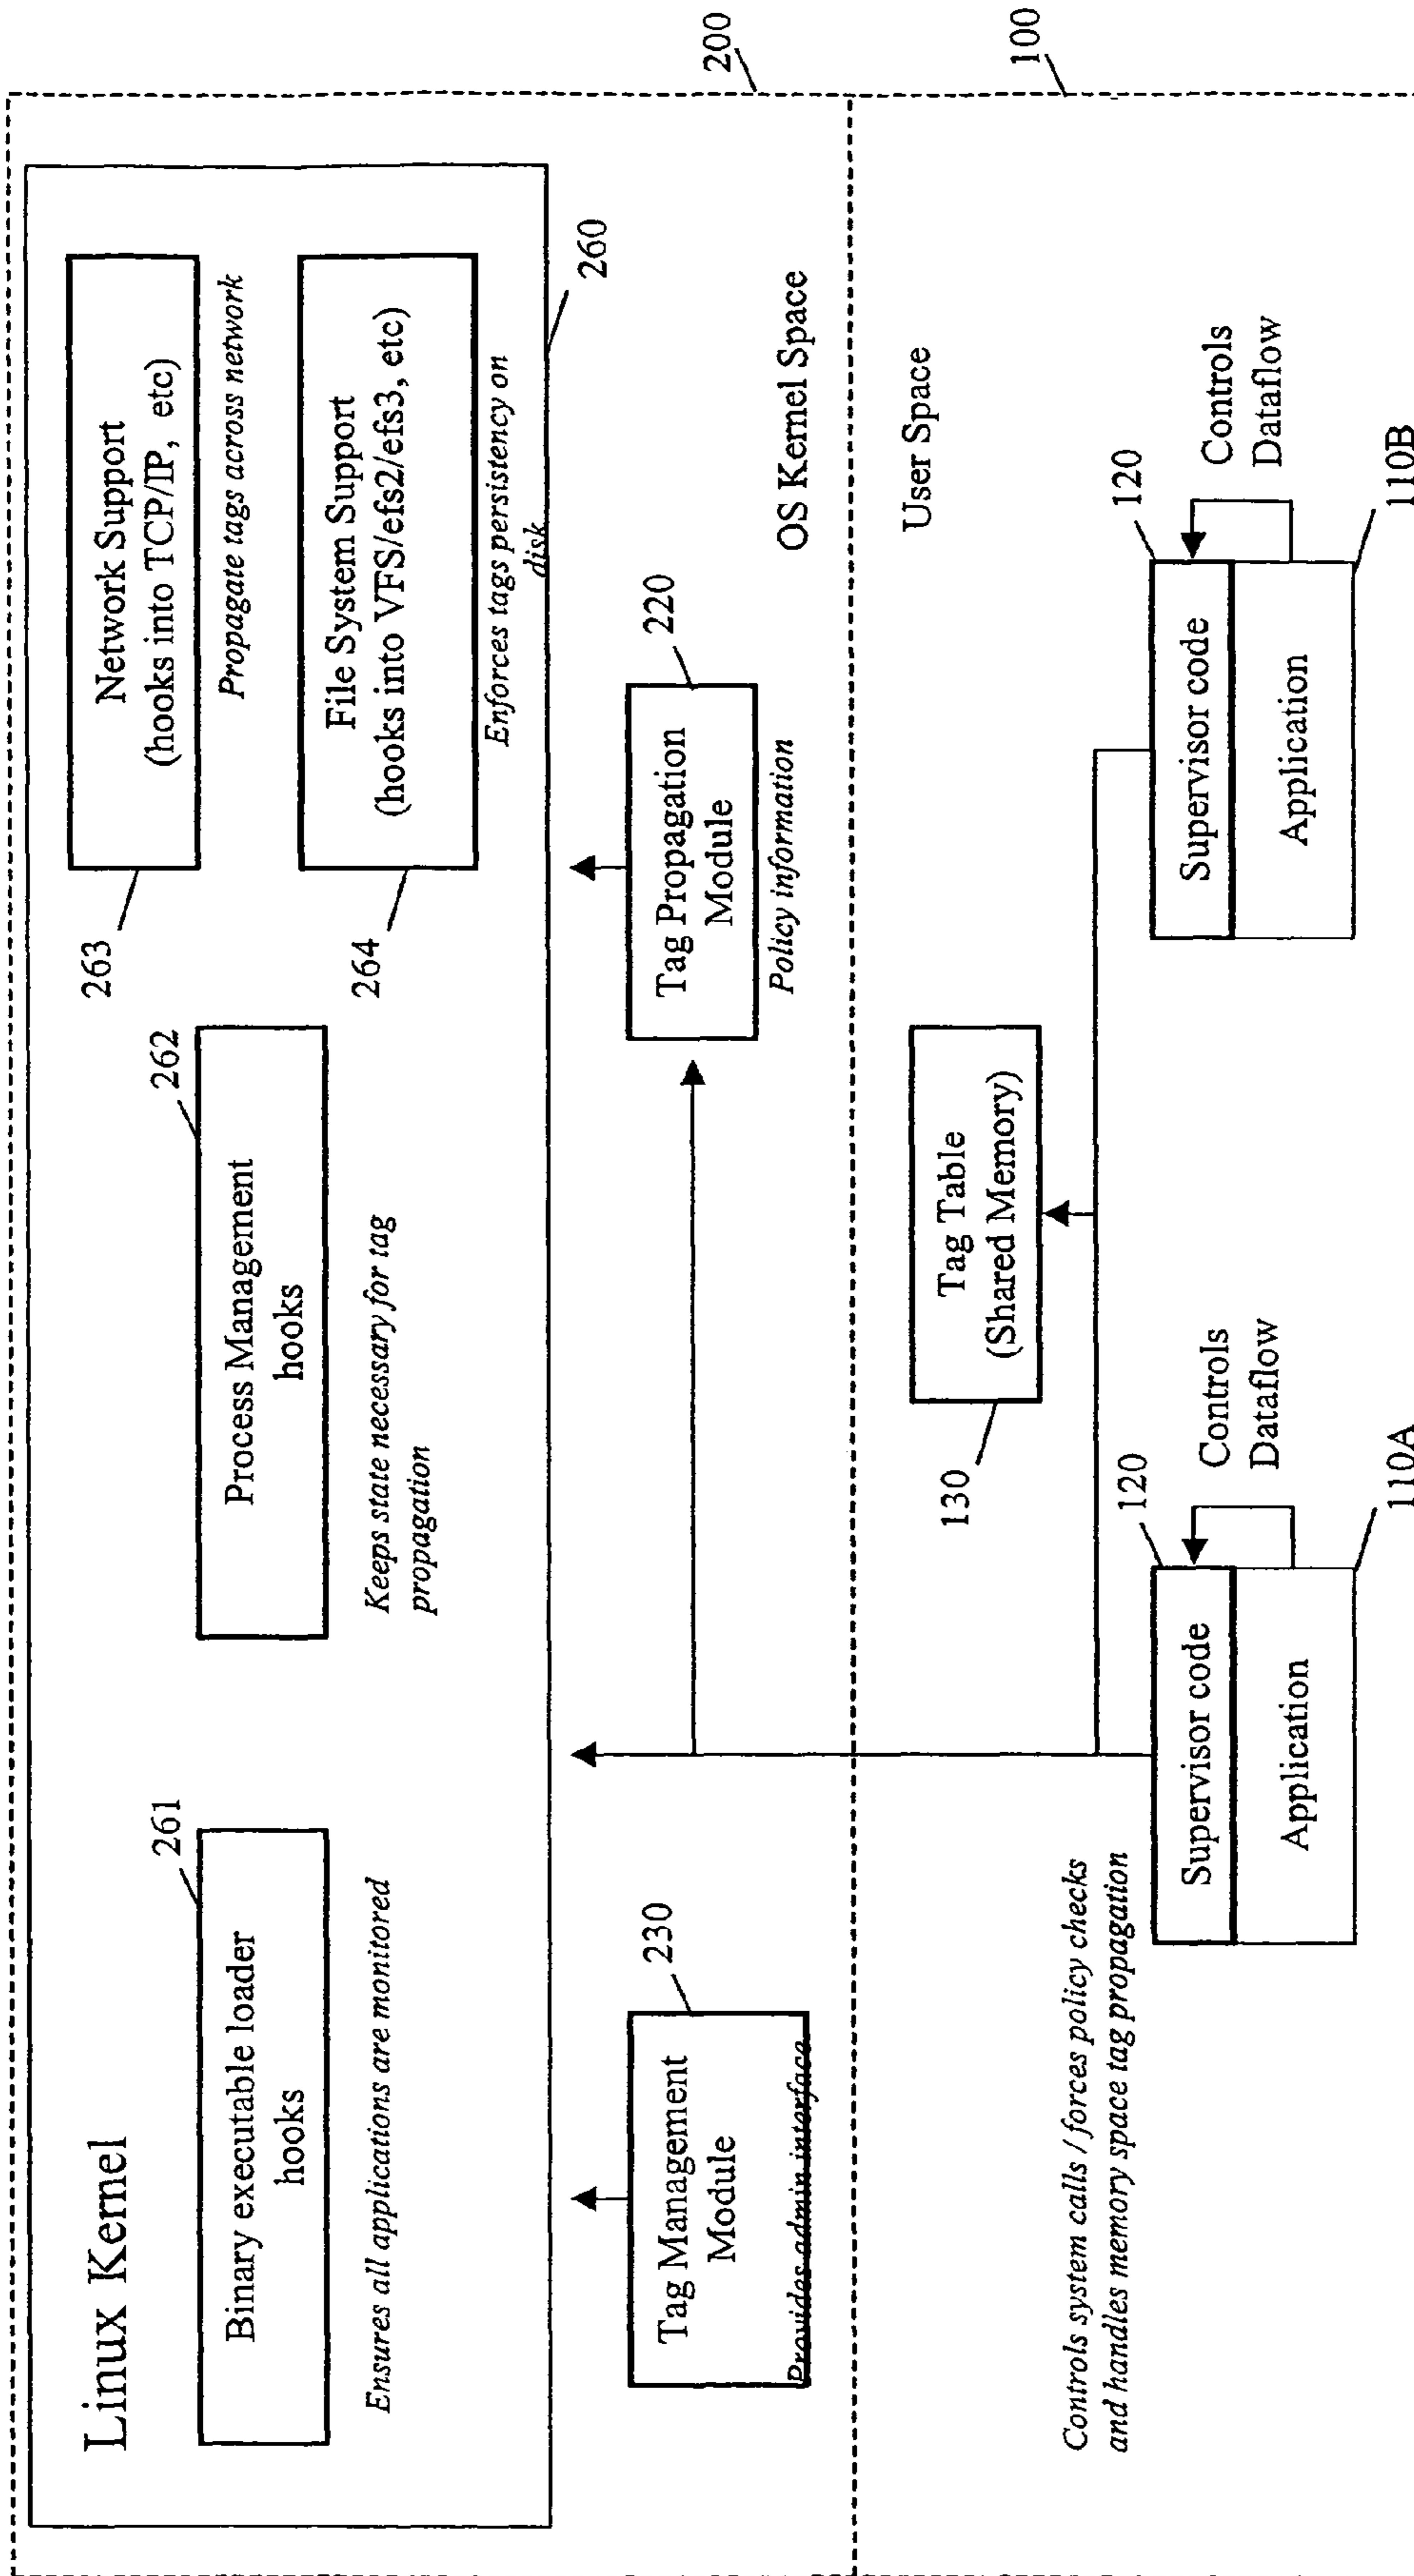 200
100
Linux Kernel
261
Binary executable loader
hooks
Ensures all applications are monitored
262
Process Management
hooks
Keeps state necessary for tag
propagation
263
Network Support
(hooks into TCP/IP, etc)
Propagate tags across network
264
File System Support
(hooks into VFS/efs2/efs3, etc)
Enforces tags persistency on
disk
260
230
Tag Management
Module
Provides admin interface
220
Tag Propagation
Module
Policy information
OS Kernel Space
User Space
130
Tag Table
(Shared Memory)
Controls system calls / forces policy checks
and handles memory space tag propagation
120
Supervisor code
Application
Controls
Dataflow
110A
120
Supervisor code
Application
Controls
Dataflow
110B